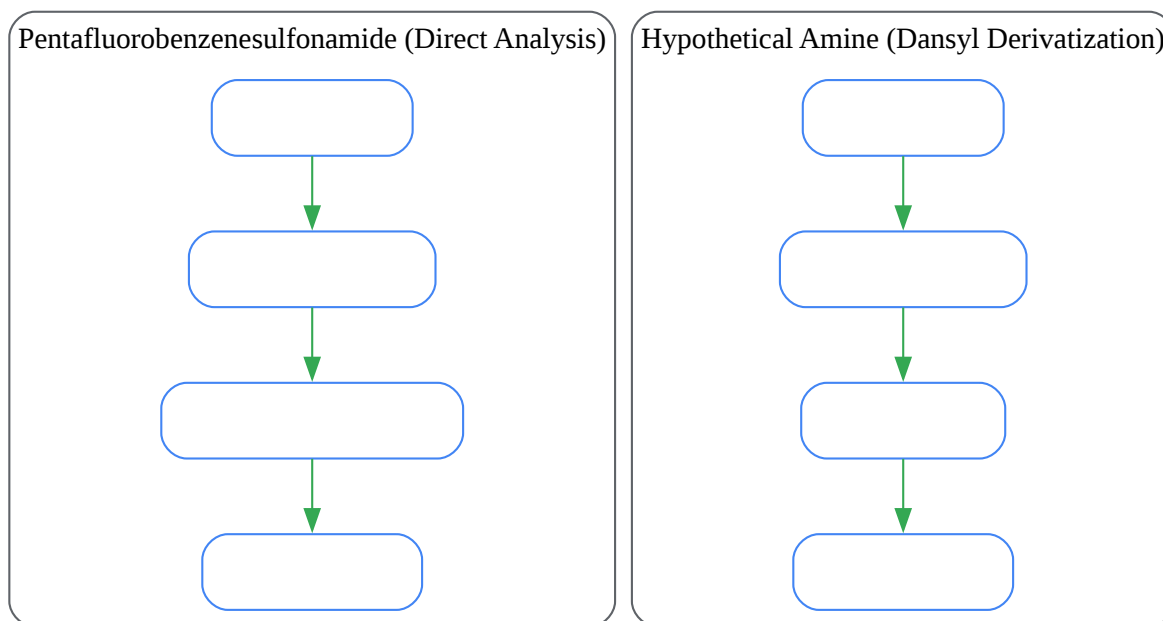 Pentafluorobenzenesulfonamide (Direct Analysis)
Hypothetical Amine (Dansyl Derivatization)